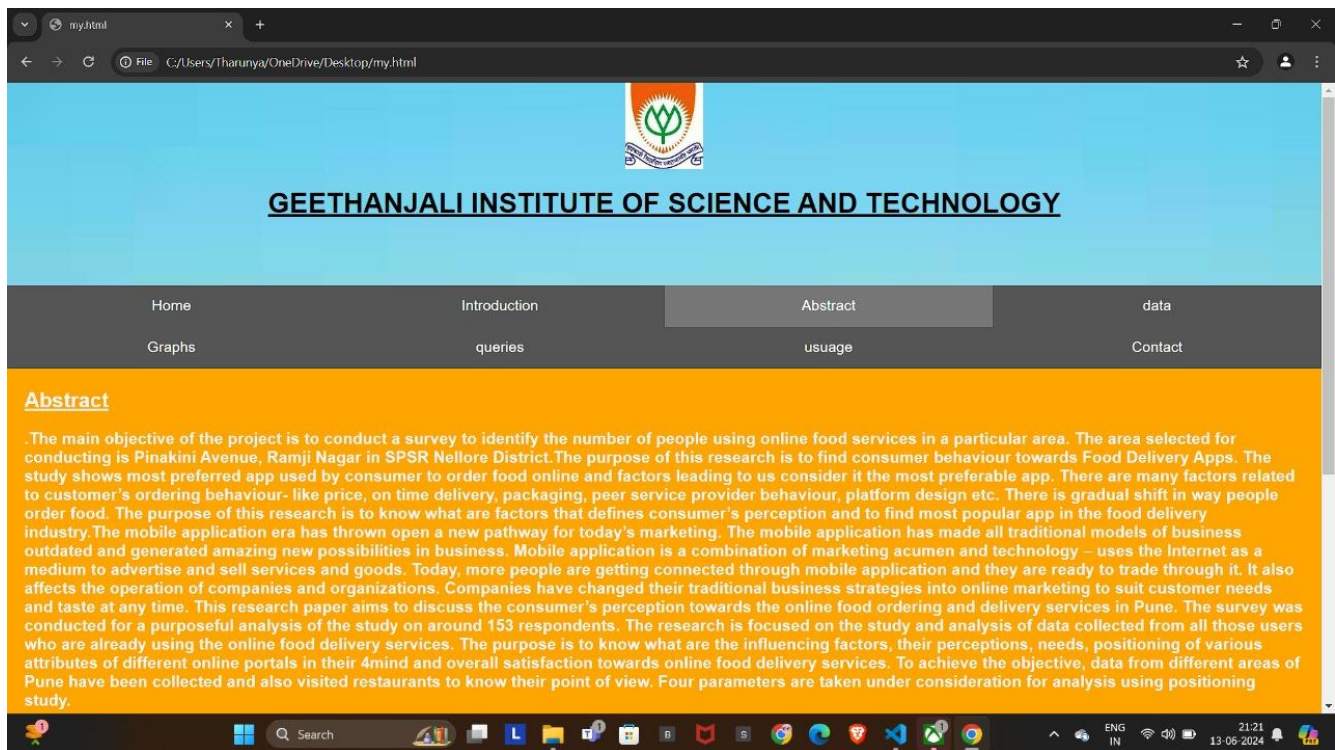 my.html
File C:/Users/Tharunya/OneDrive/Desktop/my.html
GEETHANJALI INSTITUTE OF SCIENCE AND TECHNOLOGY
Home Introduction Abstract data
Graphs queries usuage Contact
Abstract
.The main objective of the project is to conduct a survey to identify the number of people using online food services in a particular area. The area selected for
conducting is Pinakini Avenue, Ramji Nagar in SPSR Nellore District.The purpose of this research is to find consumer behaviour towards Food Delivery Apps. The
study shows most preferred app used by consumer to order food online and factors leading to us consider it the most preferable app. There are many factors related
to customer’s ordering behaviour- like price, on time delivery, packaging, peer service provider behaviour, platform design etc. There is gradual shift in way people
order food. The purpose of this research is to know what are factors that defines consumer’s perception and to find most popular app in the food delivery
industry.The mobile application era has thrown open a new pathway for today’s marketing. The mobile application has made all traditional models of business
outdated and generated amazing new possibilities in business. Mobile application is a combination of marketing acumen and technology – uses the Internet as a
medium to advertise and sell services and goods. Today, more people are getting connected through mobile application and they are ready to trade through it. It also
affects the operation of companies and organizations. Companies have changed their traditional business strategies into online marketing to suit customer needs
and taste at any time. This research paper aims to discuss the consumer’s perception towards the online food ordering and delivery services in Pune. The survey was
conducted for a purposeful analysis of the study on around 153 respondents. The research is focused on the study and analysis of data collected from all those users
who are already using the online food delivery services. The purpose is to know what are the influencing factors, their perceptions, needs, positioning of various
attributes of different online portals in their 4mind and overall satisfaction towards online food delivery services. To achieve the objective, data from different areas of
Pune have been collected and also visited restaurants to know their point of view. Four parameters are taken under consideration for analysis using positioning
study.
Search
ENG
IN
21:21
13-06-2024